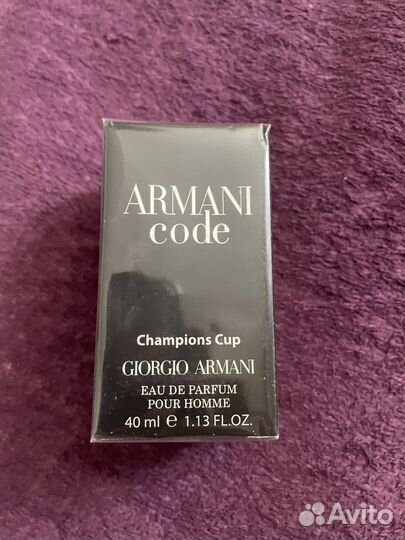 ARMANI
code
Champions Cup
GIORGIO ARMANI
EAU DE PARFUM
POUR HOMME
40 ml e 1.13 FL.OZ.
Avito